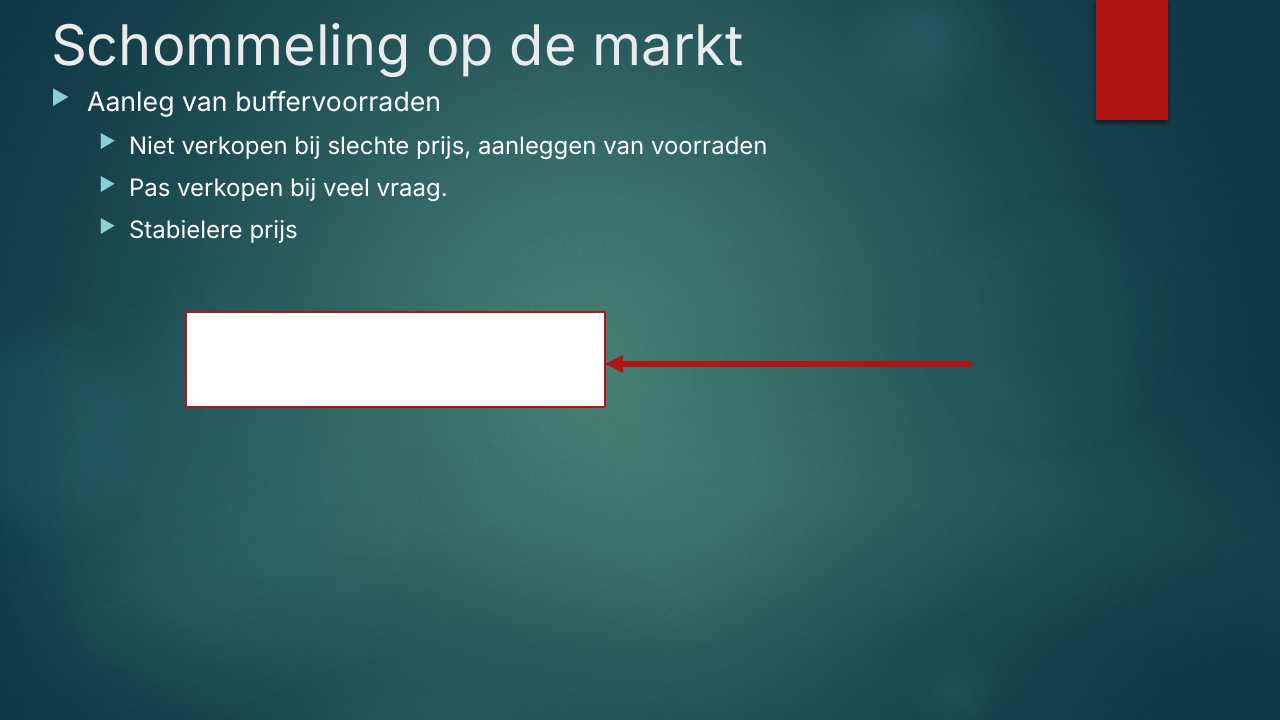 Schommeling op de markt
Aanleg van buffervoorraden
Niet verkopen bij slechte prijs, aanleggen van voorraden
Pas verkopen bij veel vraag.
Stabielere prijs